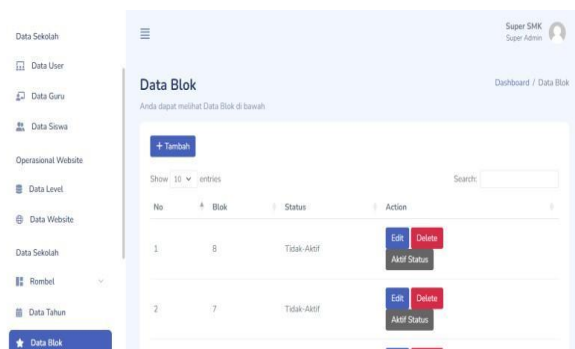 Data Sekolah
Data User
Data Guru
Data Siswa
Operasional Website
Data Level
Data Website
Data Sekolah
Rombel
Data Tahun
Data Blok
Super SMK
Super Admin
Data Blok
Dashboard / Data Blok
Anda dapat melihat Data Blok di bawah
+ Tambah
Show 10 entries
Search:
No Blok Status Action
1 8 Tidak-Aktif Edit Delete
Aktif Status
2 7 Tidak-Aktif Edit Delete
Aktif Status